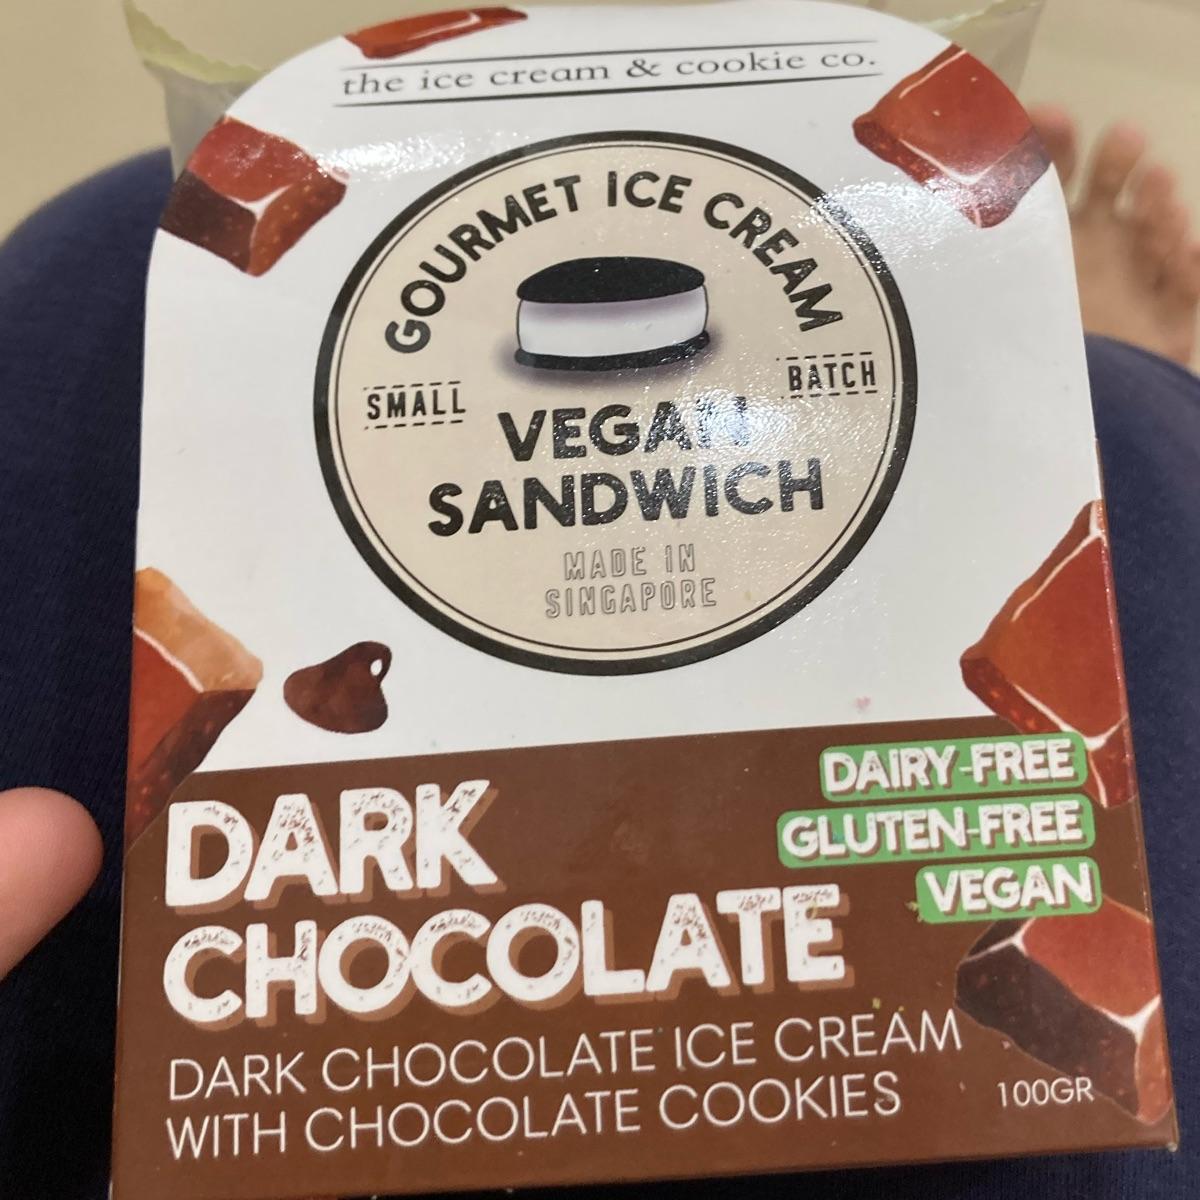 the ice cream & cookie co.
GOURMET ICE CREAM
SMALL
BATCH
VEGAN
SANDWICH
MADE IN
SINGAPORE
DAIRY-FREE
GLUTEN-FREE
VEGAN
DARK
CHOCOLATE
DARK CHOCOLATE ICE CREAM
WITH CHOCOLATE COOKIES
100GR